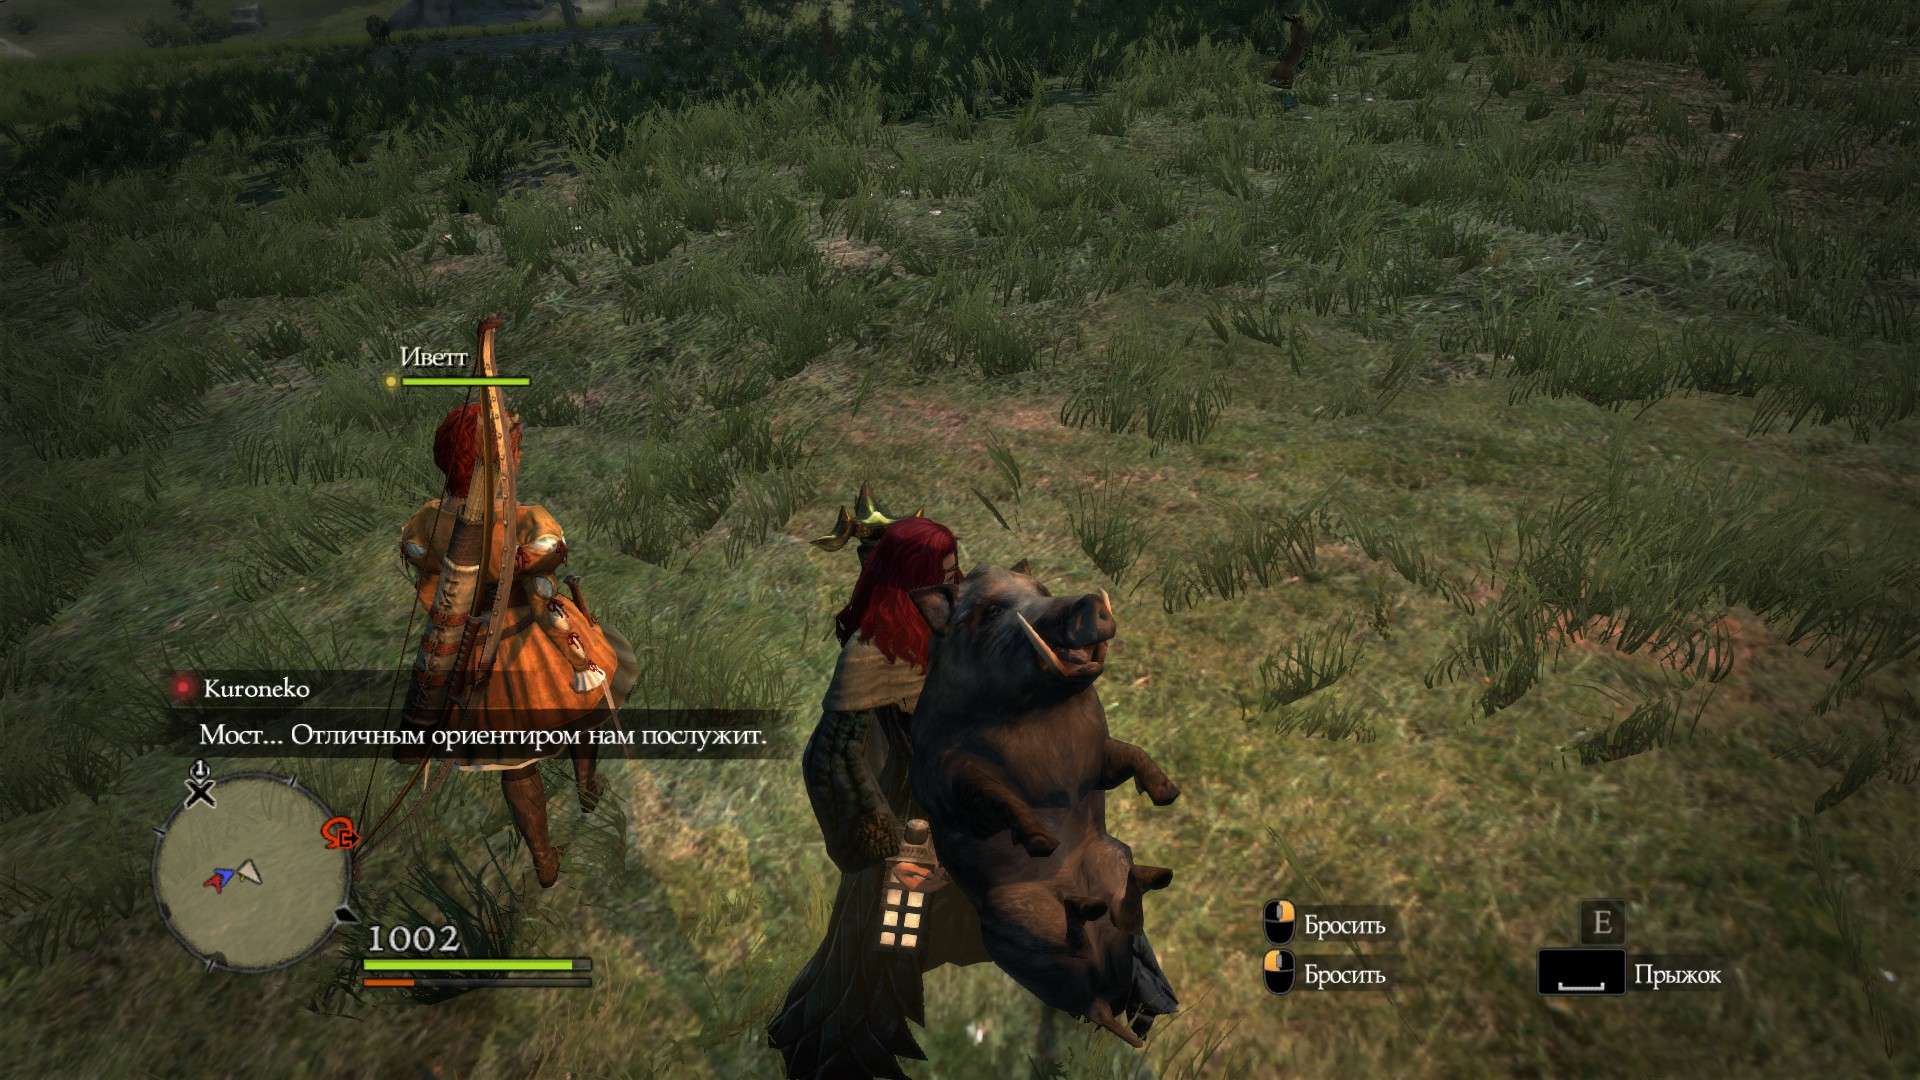 Иветт
Kuroneko
Мост... Отличным ориентиром нам послужит.
1
1002
Бросить
E
Бросить
Прыжок